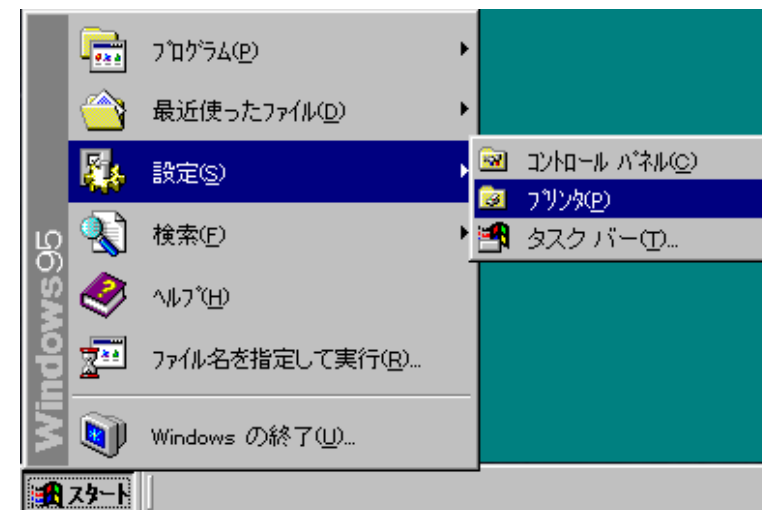 ﾌﾟﾛｸﾞﾗﾑ(P)
最近使ったﾌｧｲﾙ(D)
設定(S)
検索(F)
ﾍﾙﾌﾟ(H)
ﾌｧｲﾙ名を指定して実行(R)...
Windows の終了(U)...
ｺﾝﾄﾛｰﾙ ﾊﾟﾈﾙ(C)
ﾌﾟﾘﾝﾀ(P)
タスク バー(T)...
Windows95
スタート